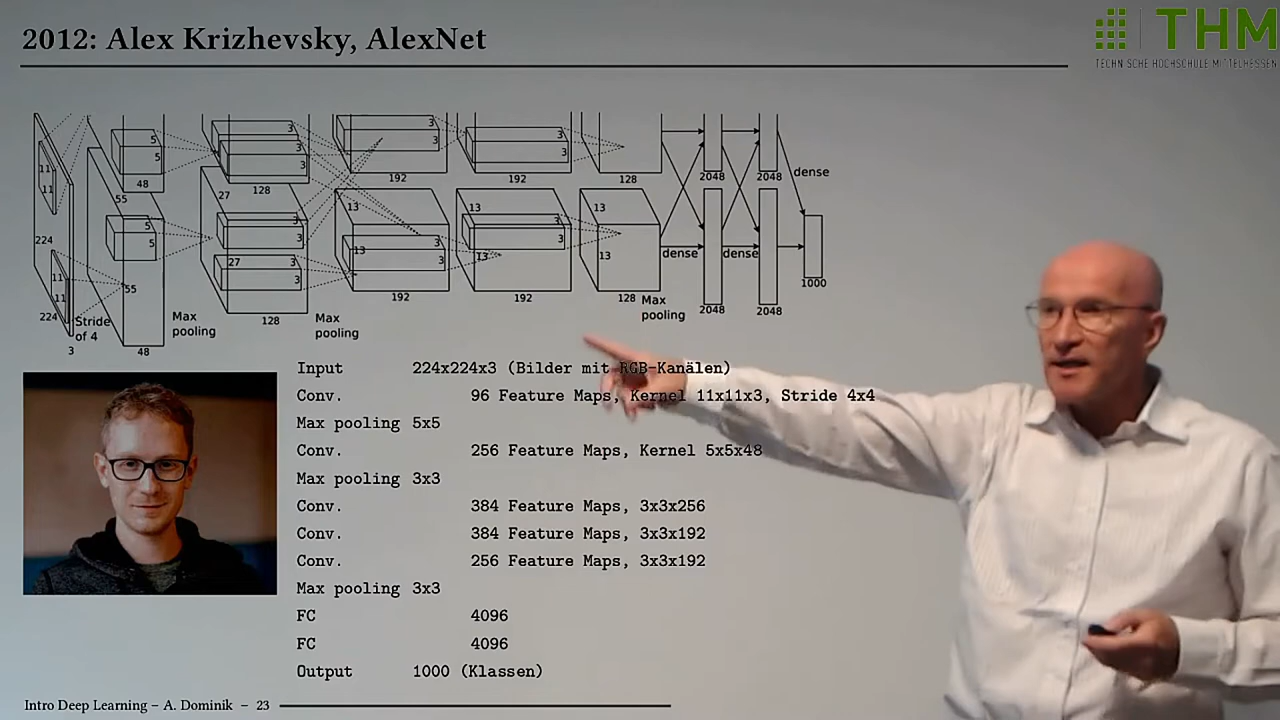 2012: Alex Krizhevsky, AlexNet
THM
TECHNISCHE HOCHSCHULE MITTELHESSEN
5
5
48
55
3
3
3
128
3
3
192
3
3
192
128
2048
2048
dense
11
11
224
5
5
55
27
3
3
27
3
3
13
13
3
3
13
13
3
3
13
13
dense
dense
1000
11
11
224
3
Stride
of 4
48
Max
pooling
128
Max
pooling
192
192
128
Max
pooling
2048
2048
Input 224x224x3 (Bilder mit RGB-Kanälen)
Conv. 96 Feature Maps, Kernel 11x11x3, Stride 4x4
Max pooling 5x5
Conv. 256 Feature Maps, Kernel 5x5x48
Max pooling 3x3
Conv. 384 Feature Maps, 3x3x256
Conv. 384 Feature Maps, 3x3x192
Conv. 256 Feature Maps, 3x3x192
Max pooling 3x3
FC 4096
FC 4096
Output 1000 (Klassen)
Intro Deep Learning – A. Dominik – 23